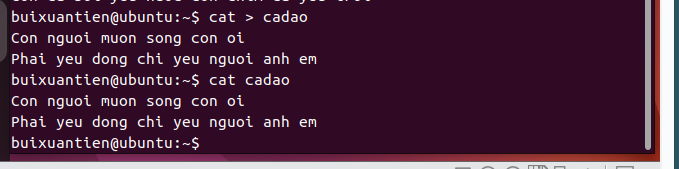 buixuantien@ubuntu:~$ cat > cadao
Con nguoi muon song con oi
Phai yeu dong chi yeu nguoi anh em
buixuantien@ubuntu:~$ cat cadao
Con nguoi muon song con oi
Phai yeu dong chi yeu nguoi anh em
buixuantien@ubuntu:~$